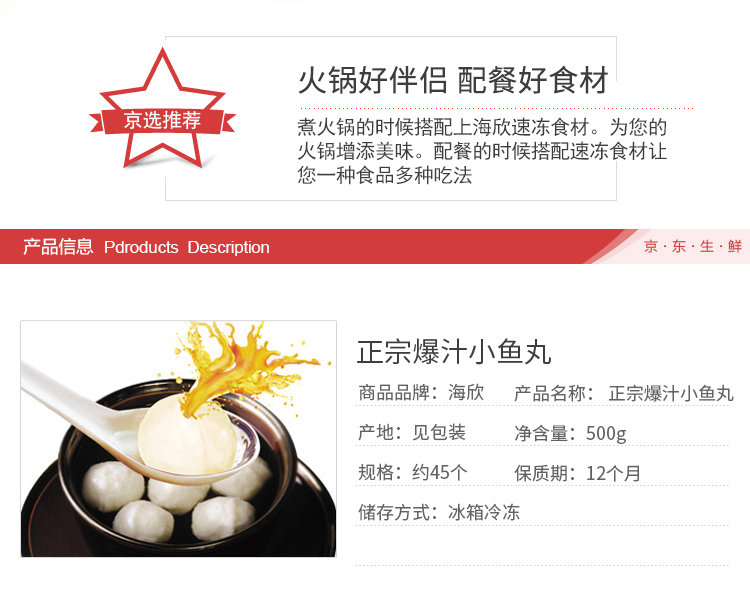 火锅好伴侣 配餐好食材
京选推荐
煮火锅的时候搭配上海欣速冻食材。为您的
火锅增添美味。配餐的时候搭配速冻食材让
您一种食品多种吃法
产品信息 Pdroducts Description
京·东·生·鲜
正宗爆汁小鱼丸
商品品牌：海欣 产品名称： 正宗爆汁小鱼丸
产地：见包装 净含量：500g
规格：约45个 保质期：12个月
储存方式：冰箱冷冻